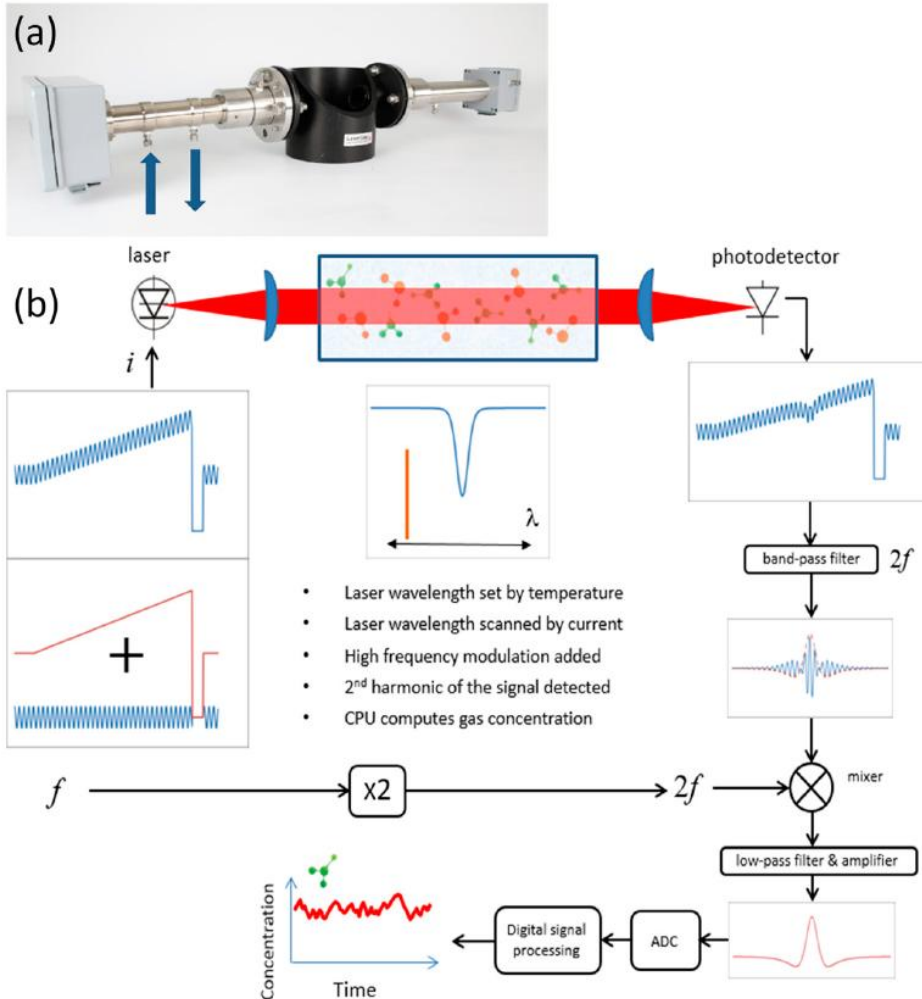 (a)
laser
photodetector
(b)
i
λ
band-pass filter
2f
• Laser wavelength set by temperature
• Laser wavelength scanned by current
• High frequency modulation added
• 2nd harmonic of the signal detected
• CPU computes gas concentration
+
f
X2
2f
mixer
low-pass filter & amplifier
Concentration
Time
Digital signal
processing
ADC